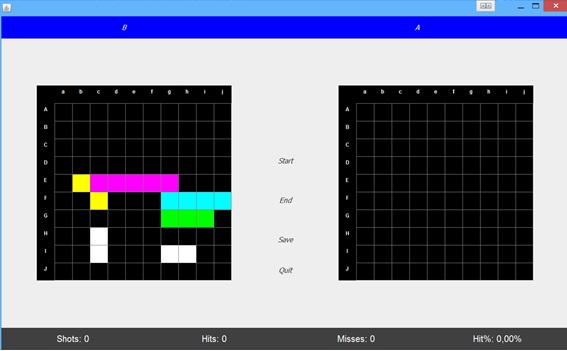 B A
a b c d e f g h i j
A
B
C
D
E
F
G
H
I
J
Start
End
Save
Quit
a b c d e f g h i j
A
B
C
D
E
F
G
H
I
J
Shots: 0 Hits: 0 Misses: 0 Hit%: 0,00%